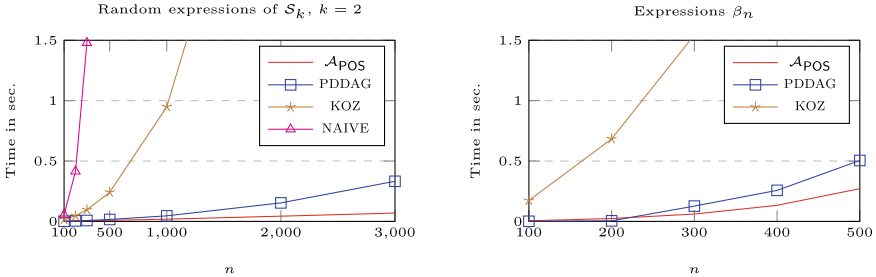 Random expressions of 𝒮ₖ, k = 2
Time in sec.
1.5
1
0.5
0
100 500 1,000 2,000 3,000
n
𝒜POS
PDDAG
KOZ
NAIVE
Expressions βₙ
Time in sec.
1.5
1
0.5
0
100 200 300 400 500
n
𝒜POS
PDDAG
KOZ